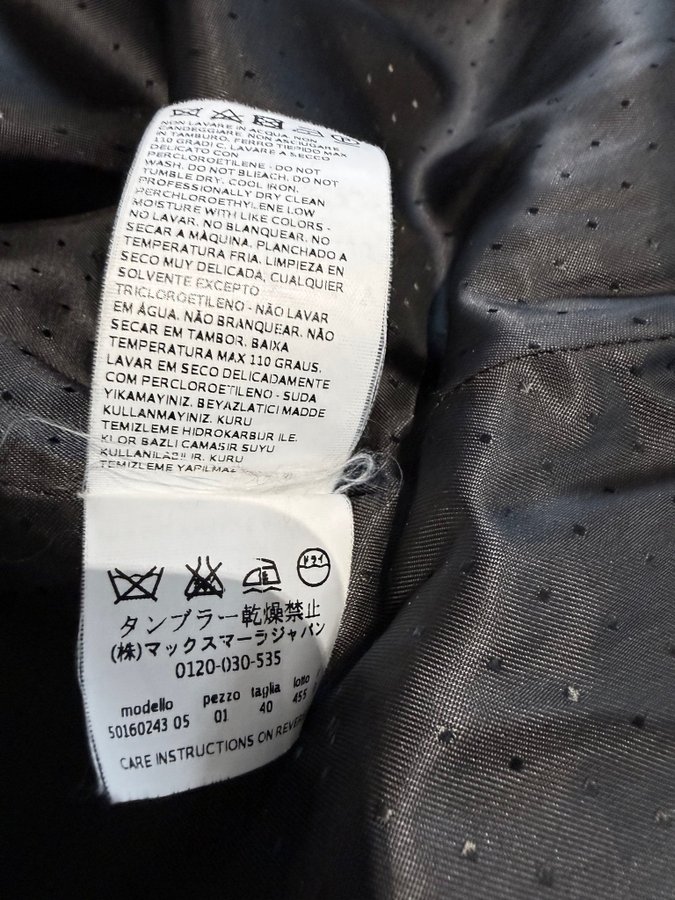 NON LAVARE IN ACQUA. NON
CANDEGGIARE. NON ASCIUGARE
IN TAMBURO. FERRO TIEPIDO MAX
110 GRADI C. LAVARE A SECCO
DELICATO CON
PERCLOROETILENE - DO NOT
WASH. DO NOT BLEACH. DO NOT
TUMBLE DRY. COOL IRON.
PROFESSIONALLY DRY CLEAN
PERCHLOROETHYLENE LOW
MOISTURE WITH LIKE COLORS -
NO LAVAR. NO BLANQUEAR. NO
SECAR A MÁQUINA. PLANCHADO A
TEMPERATURA FRIA. LIMPIEZA EN
SECO MUY DELICADA, CUALQUIER
SOLVENTE EXCEPTO
TRICLOROETILENO - NÃO LAVAR
EM ÁGUA. NÃO BRANQUEAR. NÃO
SECAR EM TAMBOR. BAIXA
TEMPERATURA MAX 110 GRAUS.
LAVAR EM SECO DELICADAMENTE
COM PERCLOROETILENO - SUDA
YIKAMAYINIZ. BEYAZLATICI MADDE
KULLANMAYINIZ. KURU
TEMIZLEME HIDROKARBUR ILE.
KLOR BAZLI CAMASIR SUYU
KULLANILABILIR. KURU
TEMIZLEME YAPILMAZ
ドライ
タンブラー乾燥禁止
(株)マックスマーラジャパン
0120-030-535
modello pezzo taglia lotto
50160243 05 01 40 455
CARE INSTRUCTIONS ON